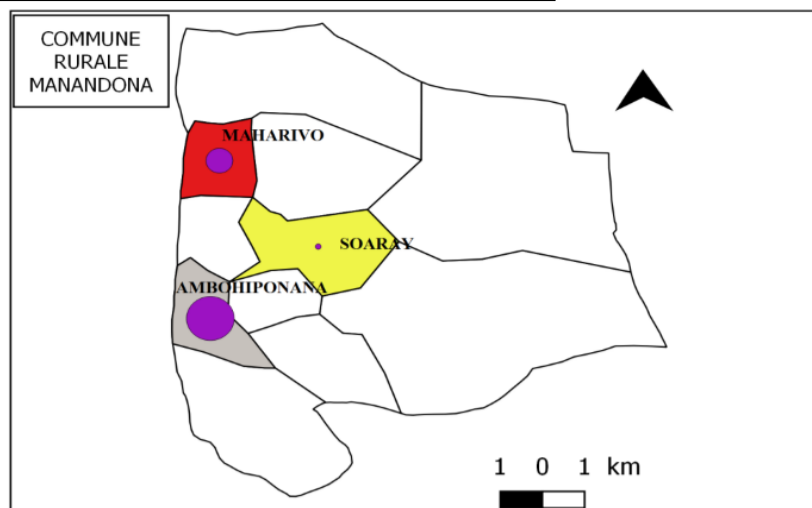 COMMUNE
RURALE
MANANDONA
MAHARIVO
SOARAY
AMBOHIPONANA
1 0 1 km